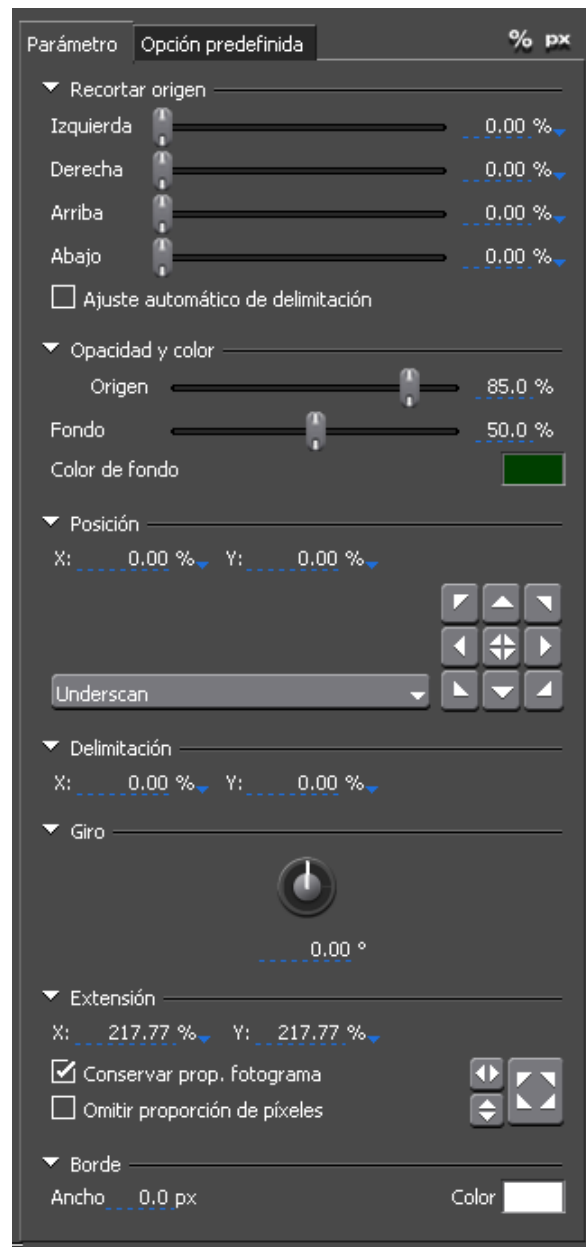 Parámetro Opción predefinida % px
Recortar origen
Izquierda 0.00 %
Derecha 0.00 %
Arriba 0.00 %
Abajo 0.00 %
Ajuste automático de delimitación
Opacidad y color
Origen 85.0 %
Fondo 50.0 %
Color de fondo
Posición
X: 0.00 % Y: 0.00 %
Underscan
Delimitación
X: 0.00 % Y: 0.00 %
Giro
0.00 °
Extensión
X: 217.77 % Y: 217.77 %
Conservar prop. fotograma
Omitir proporción de píxeles
Borde
Ancho 0.0 px Color